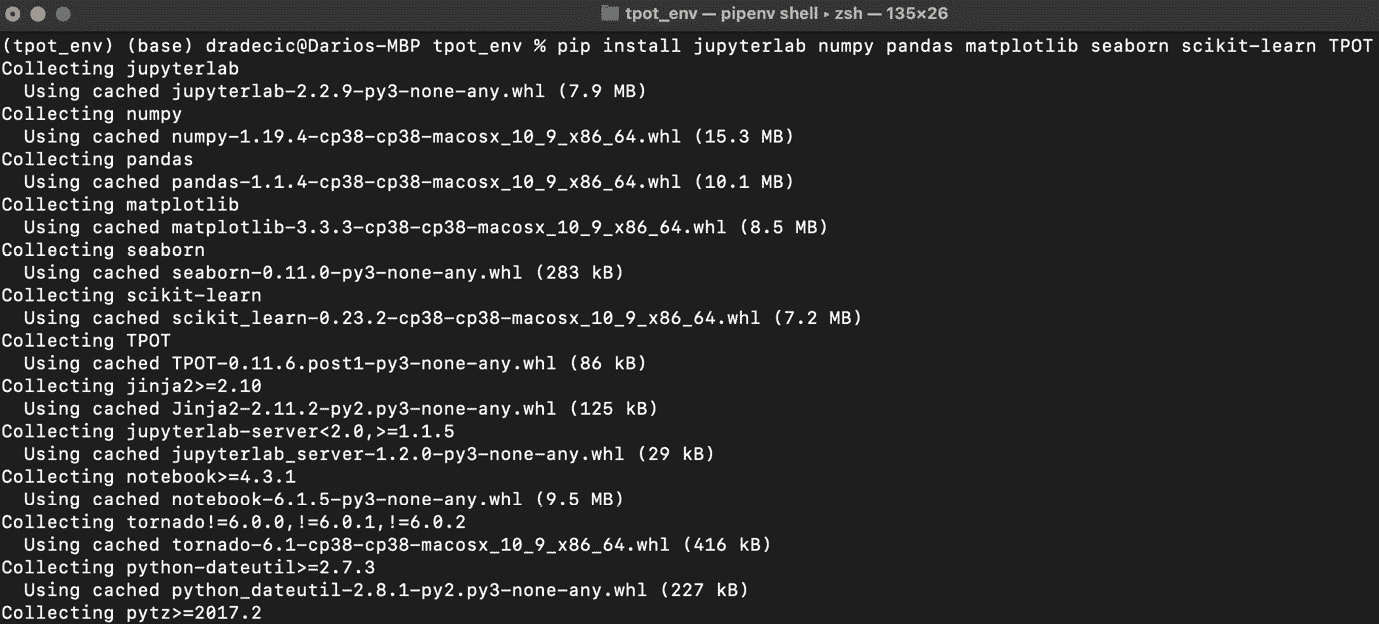 tpot_env — pipenv shell ▸ zsh — 135×26
(tpot_env) (base) dradecic@Darios-MBP tpot_env % pip install jupyterlab numpy pandas matplotlib seaborn scikit-learn TPOT
Collecting jupyterlab
  Using cached jupyterlab-2.2.9-py3-none-any.whl (7.9 MB)
Collecting numpy
  Using cached numpy-1.19.4-cp38-cp38-macosx_10_9_x86_64.whl (15.3 MB)
Collecting pandas
  Using cached pandas-1.1.4-cp38-cp38-macosx_10_9_x86_64.whl (10.1 MB)
Collecting matplotlib
  Using cached matplotlib-3.3.3-cp38-cp38-macosx_10_9_x86_64.whl (8.5 MB)
Collecting seaborn
  Using cached seaborn-0.11.0-py3-none-any.whl (283 kB)
Collecting scikit-learn
  Using cached scikit_learn-0.23.2-cp38-cp38-macosx_10_9_x86_64.whl (7.2 MB)
Collecting TPOT
  Using cached TPOT-0.11.6.post1-py3-none-any.whl (86 kB)
Collecting jinja2>=2.10
  Using cached Jinja2-2.11.2-py2.py3-none-any.whl (125 kB)
Collecting jupyterlab-server<2.0,>=1.1.5
  Using cached jupyterlab_server-1.2.0-py3-none-any.whl (29 kB)
Collecting notebook>=4.3.1
  Using cached notebook-6.1.5-py3-none-any.whl (9.5 MB)
Collecting tornado!=6.0.0,!=6.0.1,!=6.0.2
  Using cached tornado-6.1-cp38-cp38-macosx_10_9_x86_64.whl (416 kB)
Collecting python-dateutil>=2.7.3
  Using cached python_dateutil-2.8.1-py2.py3-none-any.whl (227 kB)
Collecting pytz>=2017.2